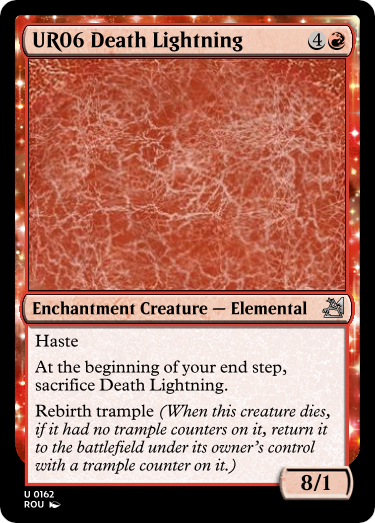 UR06 Death Lightning 4
Enchantment Creature — Elemental
Haste
At the beginning of your end step,
sacrifice Death Lightning.
Rebirth trample (When this creature dies,
if it had no trample counters on it, return it
to the battlefield under its owner's control
with a trample counter on it.)
8/1
U 0162
ROU